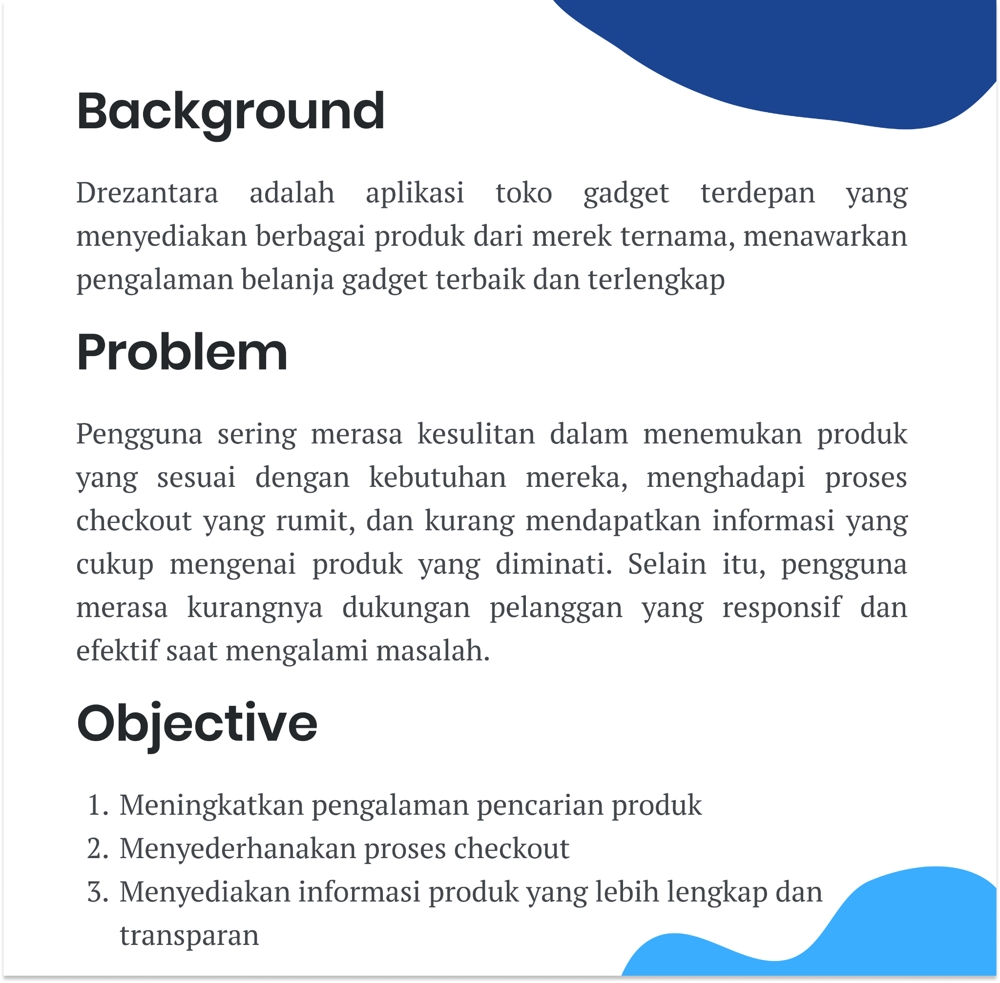 Background
Drezantara adalah aplikasi toko gadget terdepan yang
menyediakan berbagai produk dari merek ternama, menawarkan
pengalaman belanja gadget terbaik dan terlengkap
Problem
Pengguna sering merasa kesulitan dalam menemukan produk
yang sesuai dengan kebutuhan mereka, menghadapi proses
checkout yang rumit, dan kurang mendapatkan informasi yang
cukup mengenai produk yang diminati. Selain itu, pengguna
merasa kurangnya dukungan pelanggan yang responsif dan
efektif saat mengalami masalah.
Objective
1. Meningkatkan pengalaman pencarian produk
2. Menyederhanakan proses checkout
3. Menyediakan informasi produk yang lebih lengkap dan
transparan